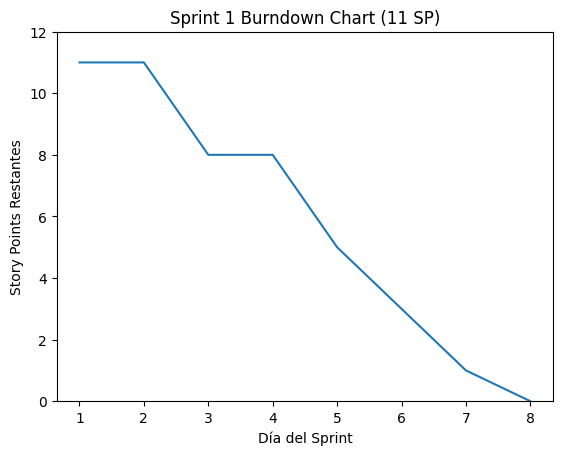 Sprint 1 Burndown Chart (11 SP)
12
10
8
6
4
2
0
Story Points Restantes
1 2 3 4 5 6 7 8
Día del Sprint